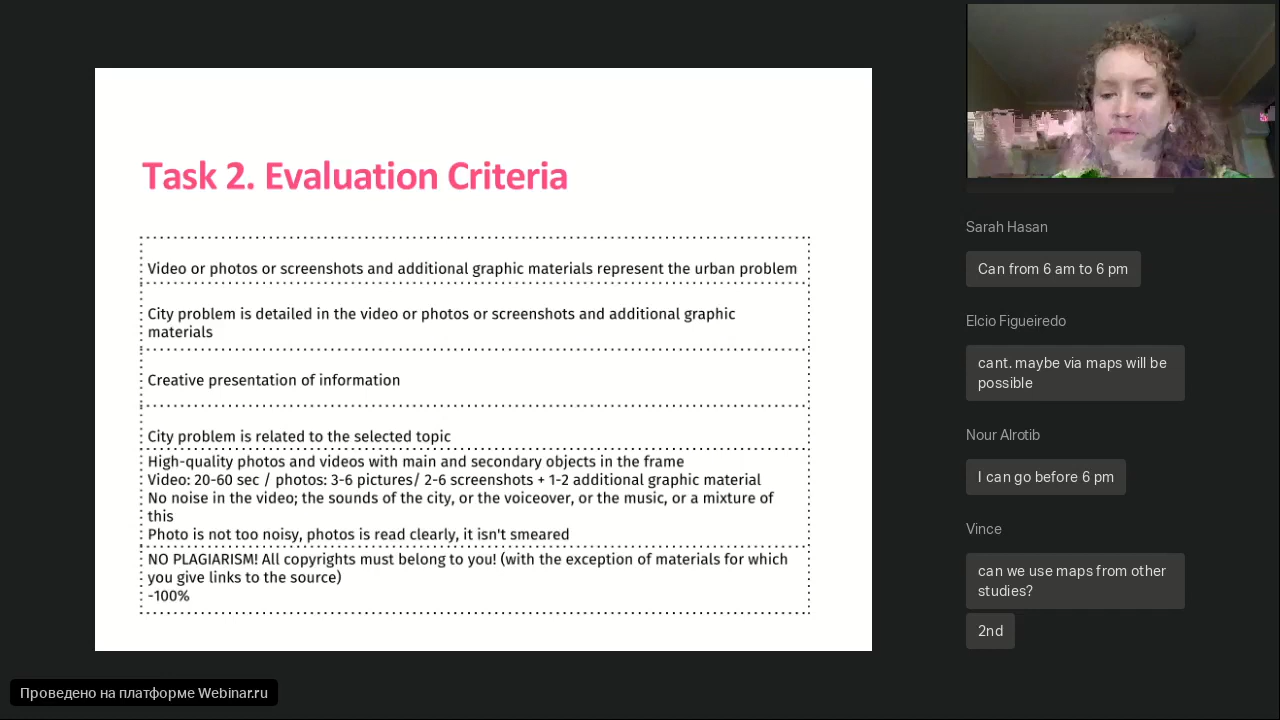 Task 2. Evaluation Criteria
Video or photos or screenshots and additional graphic materials represent the urban problem
City problem is detailed in the video or photos or screenshots and additional graphic
materials
Creative presentation of information
City problem is related to the selected topic
High-quality photos and videos with main and secondary objects in the frame
Video: 20-60 sec / photos: 3-6 pictures/ 2-6 screenshots + 1-2 additional graphic material
No noise in the video; the sounds of the city, or the voiceover, or the music, or a mixture of
this
Photo is not too noisy, photos is read clearly, it isn't smeared
NO PLAGIARISM! All copyrights must belong to you! (with the exception of materials for which
you give links to the source)
-100%
Sarah Hasan
Can from 6 am to 6 pm
Elcio Figueiredo
cant. maybe via maps will be
possible
Nour Alrotib
I can go before 6 pm
Vince
can we use maps from other
studies?
2nd
Проведено на платформе Webinar.ru